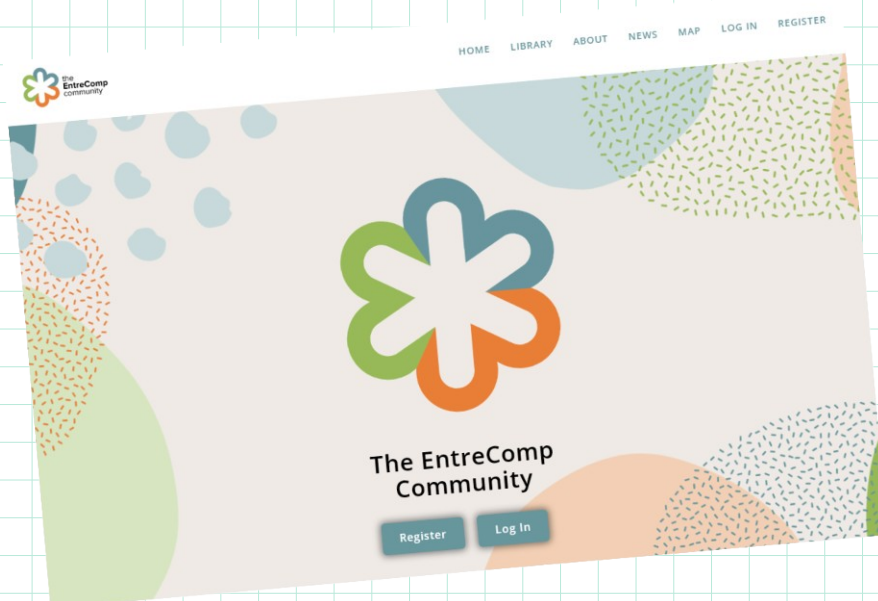 HOME LIBRARY ABOUT NEWS MAP LOG IN REGISTER
the
EntreComp
community
The EntreComp
Community
Register Log In